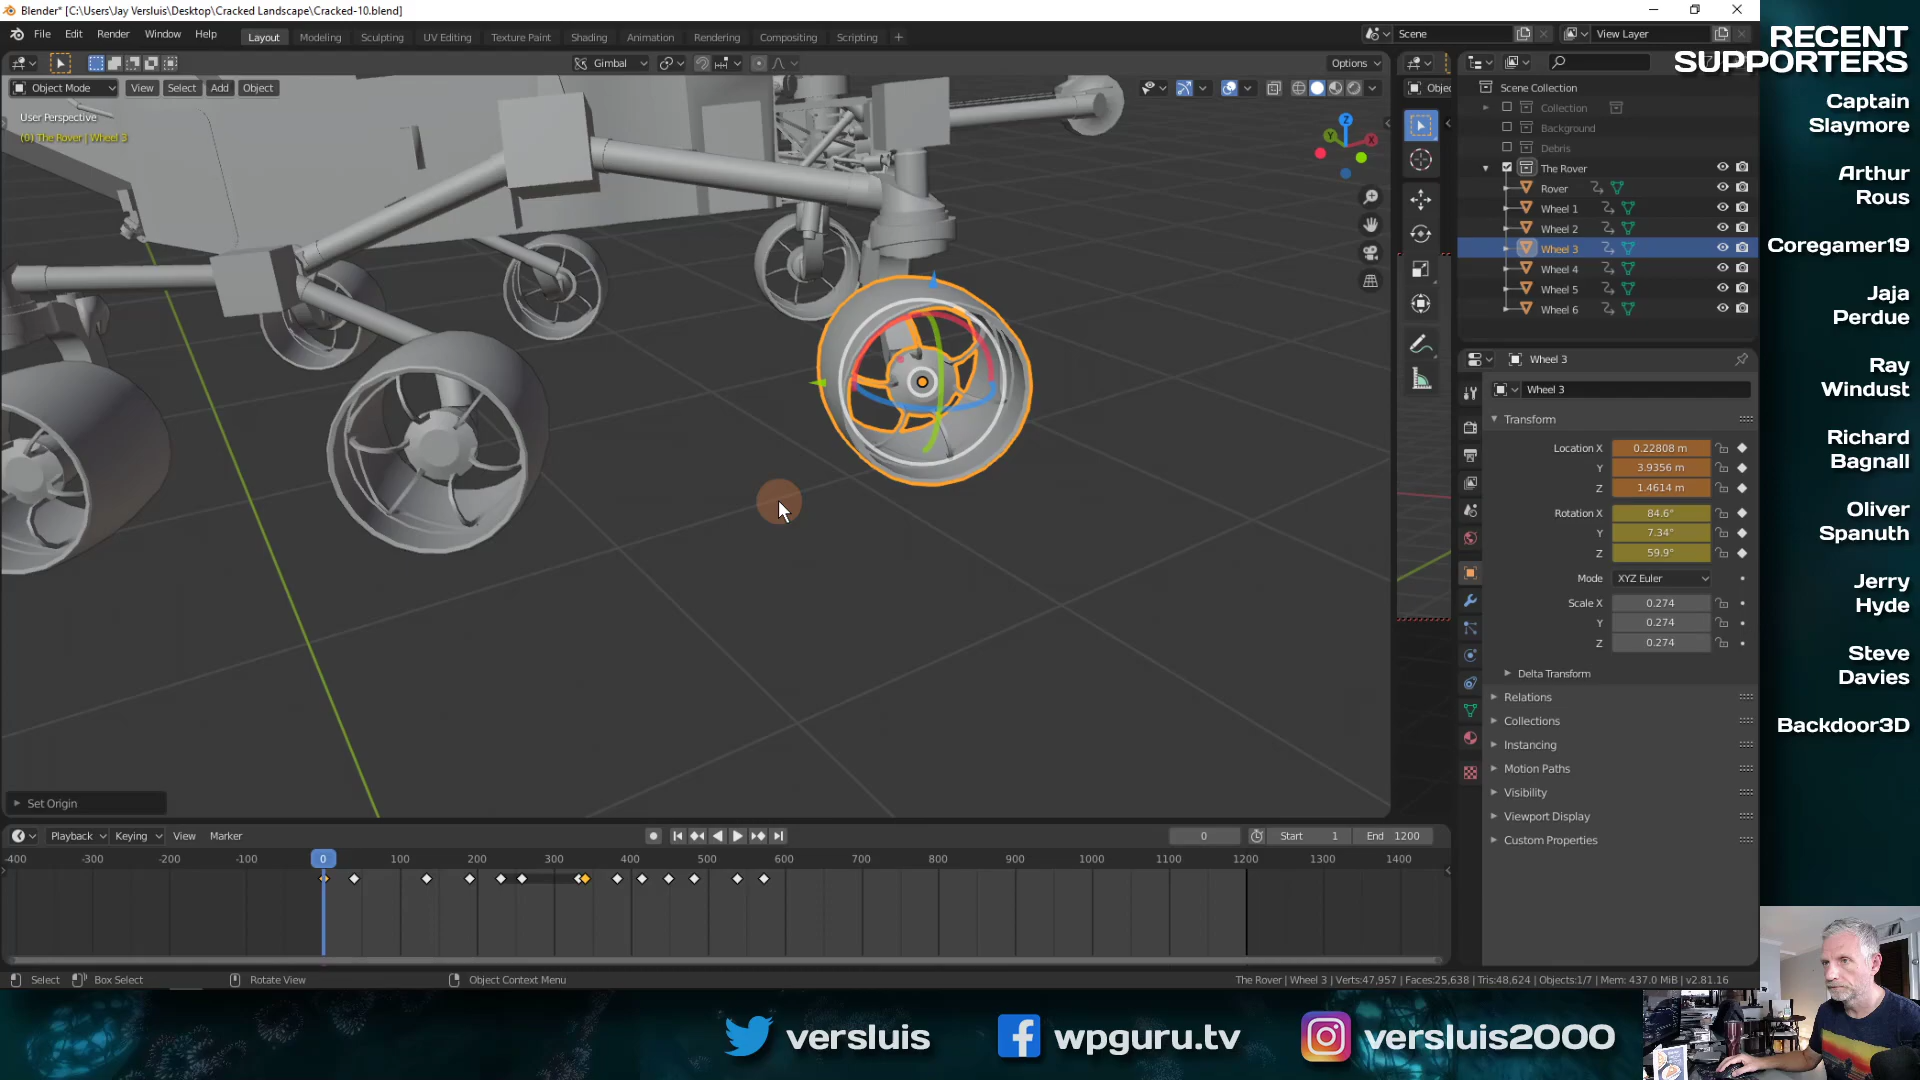 Blender* [C:\Users\Jay Versluis\Desktop\Cracked Landscape\Cracked-10.blend]
File Edit Render Window Help Layout Modeling Sculpting UV Editing Texture Paint Shading Animation Rendering Compositing Scripting + Scene View Layer
Gimbal Options
Object Mode View Select Add Object
User Perspective
(0) The Rover | Wheel 3
Z
Y
X
Objec
Scene Collection
Collection
Background
Debris
The Rover
Rover
Wheel 1
Wheel 2
Wheel 3
Wheel 4
Wheel 5
Wheel 6
Wheel 3
Wheel 3
Transform
Location X 0.22808 m
Y 3.9356 m
Z 1.4614 m
Rotation X 84.6°
Y 7.34°
Z 59.9°
Mode XYZ Euler
Scale X 0.274
Y 0.274
Z 0.274
Delta Transform
Relations
Collections
Instancing
Motion Paths
Visibility
Viewport Display
Custom Properties
Set Origin
Playback Keying View Marker 0 Start 1 End 1200
-400 -300 -200 -100 0 100 200 300 400 500 600 700 800 900 1000 1100 1200 1300 1400
Select Box Select Rotate View Object Context Menu The Rover | Wheel 3 | Verts:47,957 | Faces:25,638 | Tris:48,624 | Objects:1/7 | Mem: 437.0 MiB | v2.81.16
RECENT
SUPPORTERS
Captain
Slaymore
Arthur
Rous
Coregamer19
Jaja
Perdue
Ray
Windust
Richard
Bagnall
Oliver
Spanuth
Jerry
Hyde
Steve
Davies
Backdoor3D
versluis wpguru.tv versluis2000